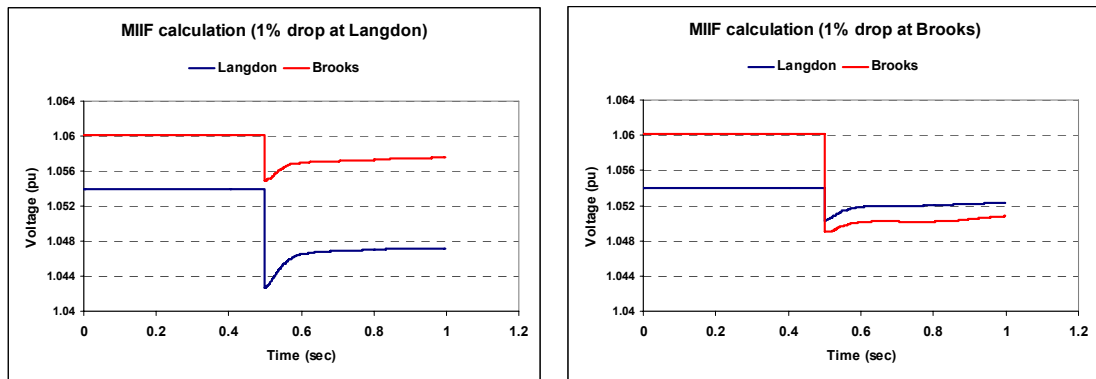 MIIF calculation (1% drop at Langdon)
Langdon Brooks
1.064
1.06
1.056
1.052
1.048
1.044
1.04
Voltage (pu)
0 0.2 0.4 0.6 0.8 1 1.2
Time (sec)
MIIF calculation (1% drop at Brooks)
Langdon Brooks
1.064
1.06
1.056
1.052
1.048
1.044
1.04
Voltage (pu)
0 0.2 0.4 0.6 0.8 1 1.2
Time (sec)